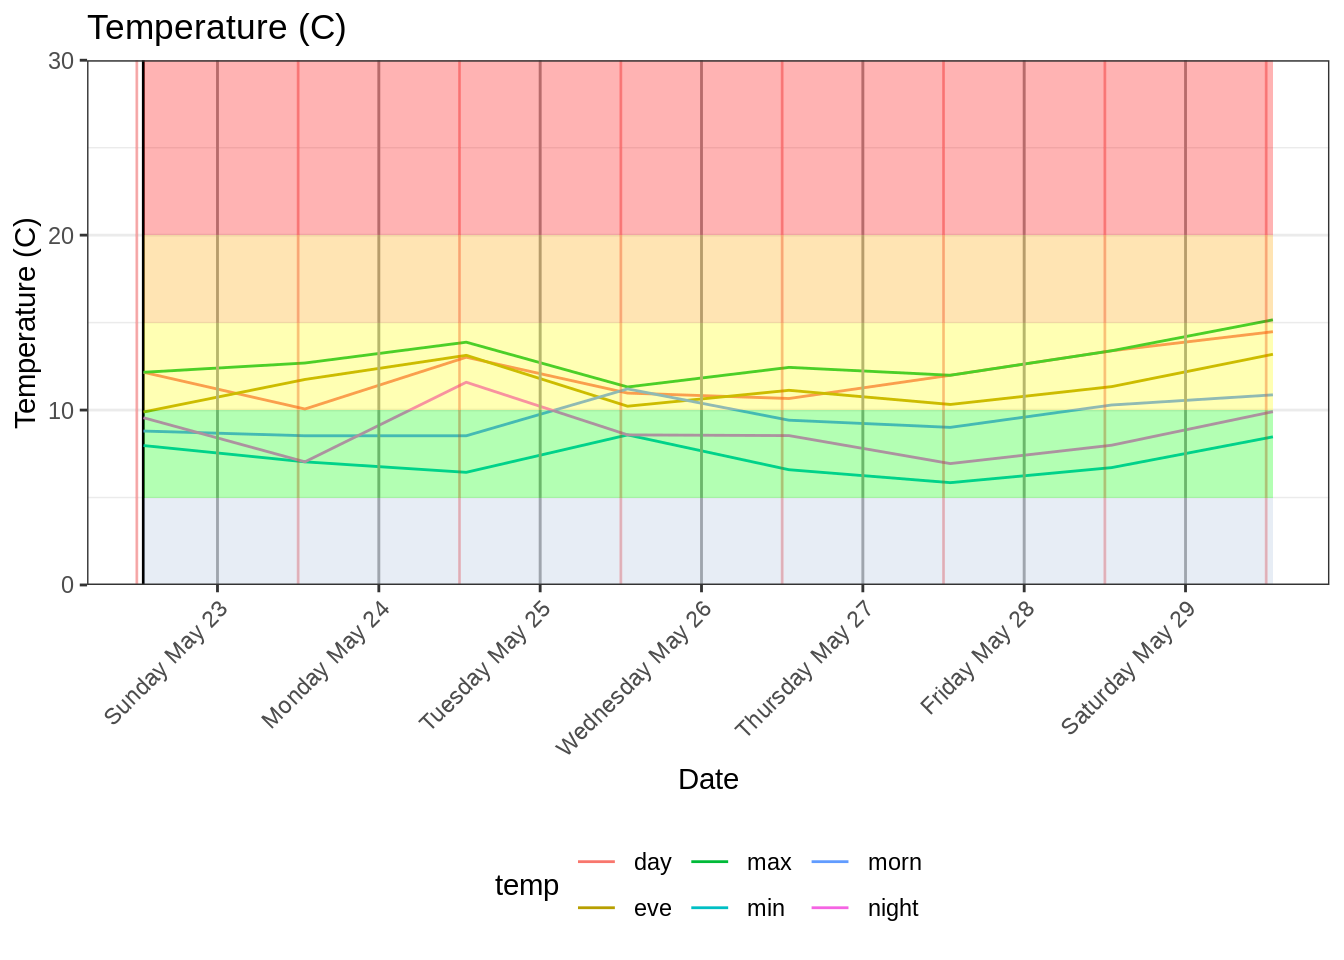 Temperature (C)
30
20
10
0
Temperature (C)
Sunday May 23
Monday May 24
Tuesday May 25
Wednesday May 26
Thursday May 27
Friday May 28
Saturday May 29
Date
temp
day
max
morn
eve
min
night